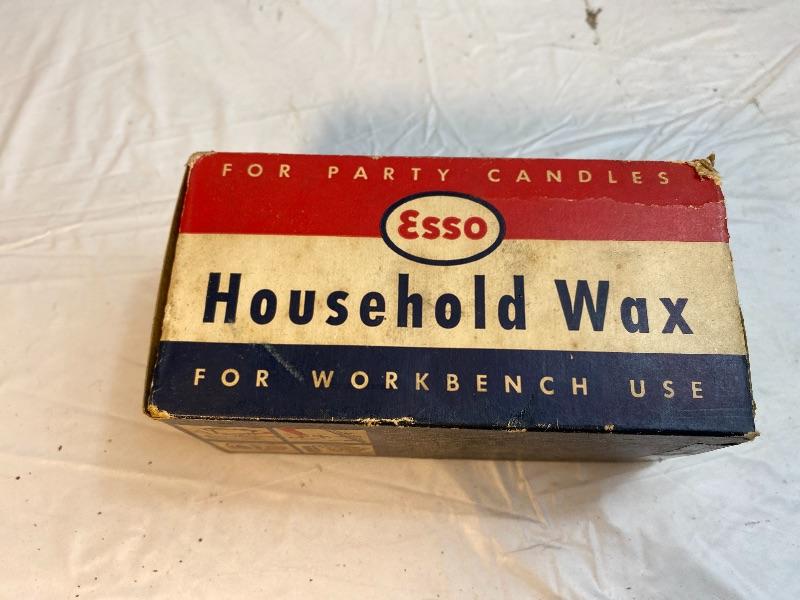 FOR PARTY CANDLES
Esso
Household Wax
FOR WORKBENCH USE